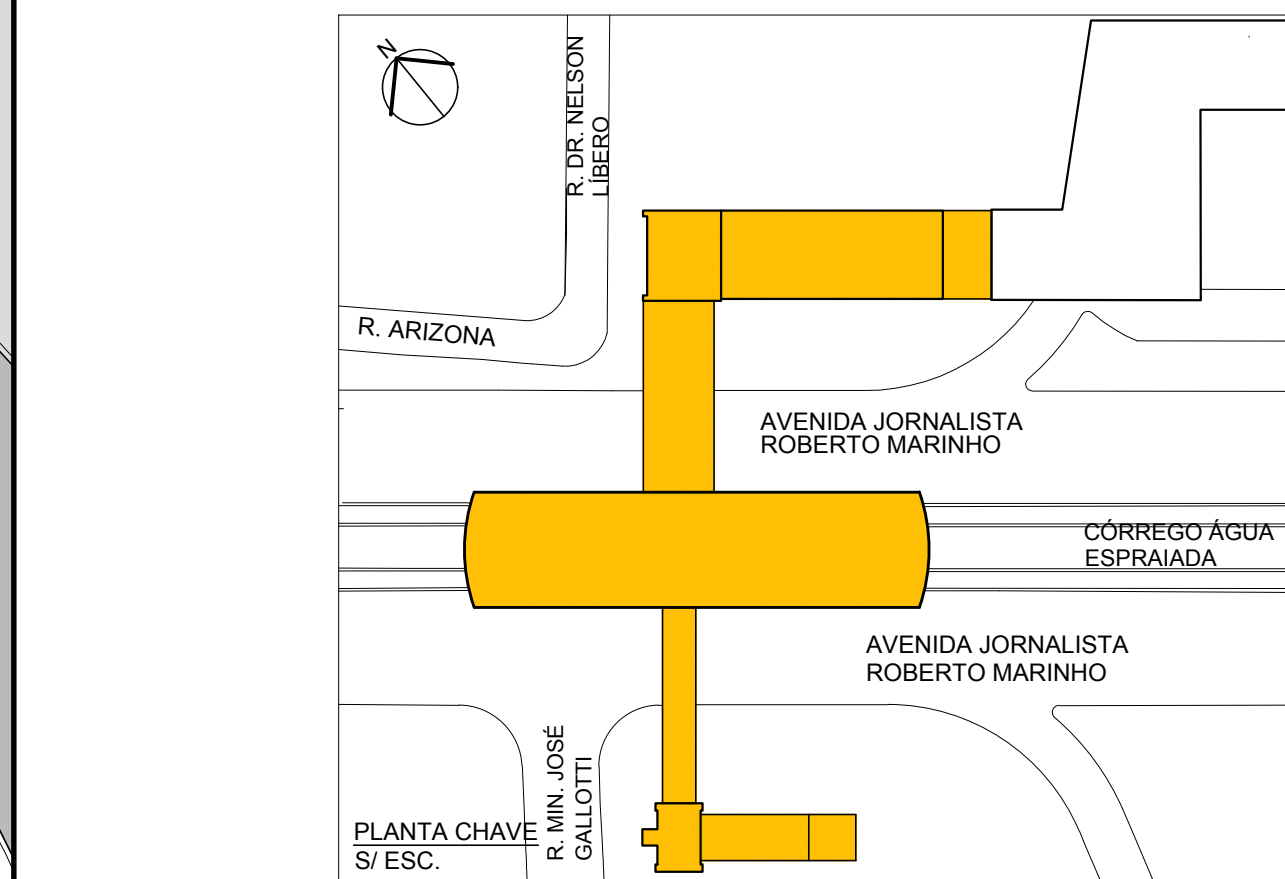 N
R. DR. NELSON
LÍBERO
R. ARIZONA
AVENIDA JORNALISTA
ROBERTO MARINHO
CÓRREGO ÁGUA
ESPRAIADA
AVENIDA JORNALISTA
ROBERTO MARINHO
R. MIN. JOSÉ
GALLOTTI
PLANTA CHAVE
S/ ESC.